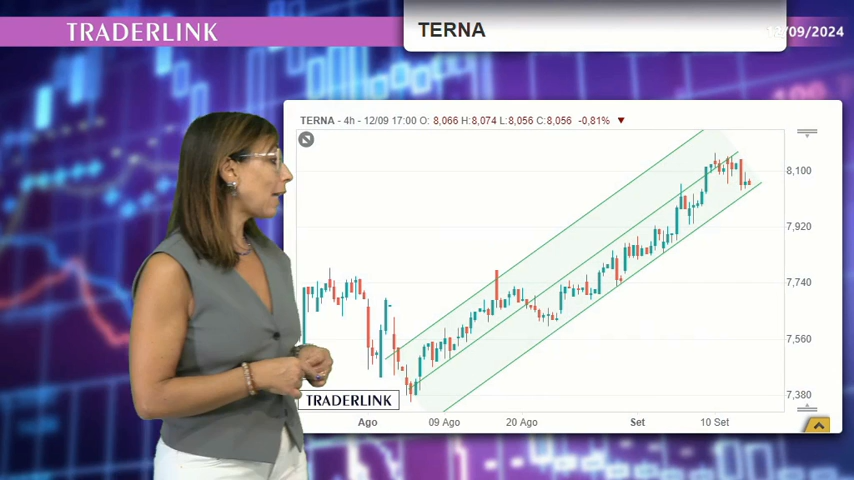 TRADERLINK
TERNA
12/09/2024
TERNA - 4h - 12/09 17:00 O: 8,066 H:8,074 L:8,056 C:8,056 -0,81% ▼
8,100
7,920
7,740
7,560
7,380
TRADERLINK
Ago
09 Ago
20 Ago
Set
10 Set